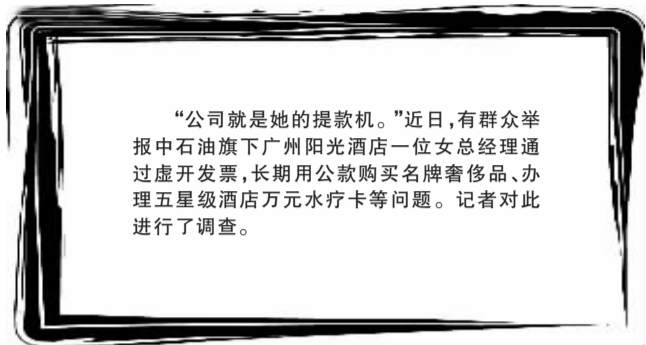 “公司就是她的提款机。”近日,有群众举
报中石油旗下广州阳光酒店一位女总经理通
过虚开发票,长期用公款购买名牌奢侈品、办
理五星级酒店万元水疗卡等问题。记者对此
进行了调查。